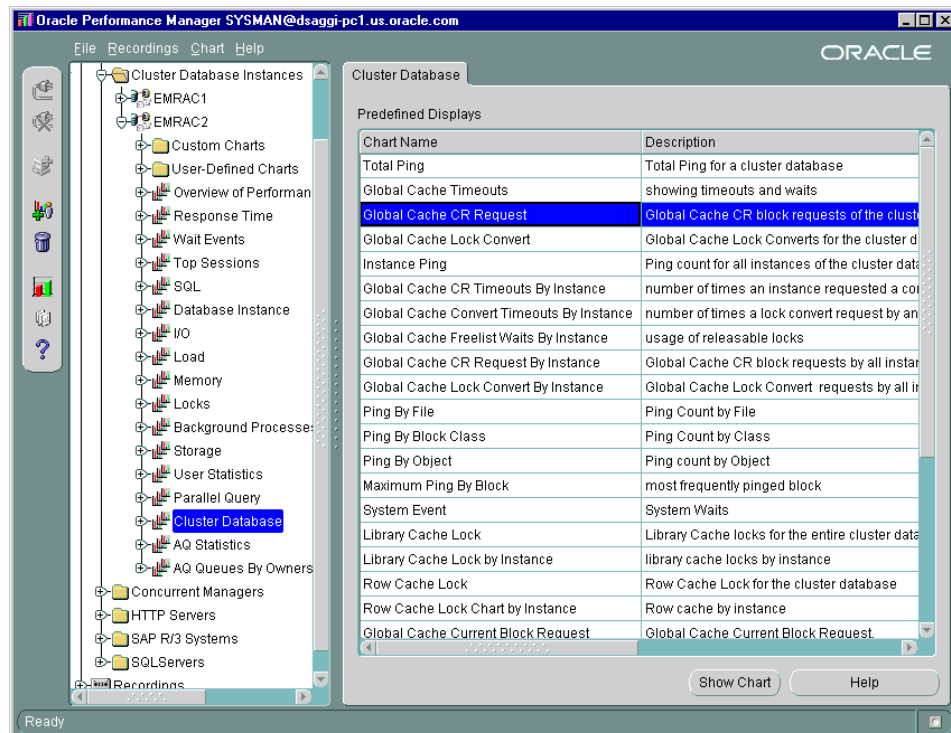 Oracle Performance Manager SYSMAN@dsaggi-pc1.us.oracle.com
File Recordings Chart Help
ORACLE
Cluster Database Instances
EMRAC1
EMRAC2
Custom Charts
User-Defined Charts
Overview of Performan
Response Time
Wait Events
Top Sessions
SQL
Database Instance
I/O
Load
Memory
Locks
Background Processe
Storage
User Statistics
Parallel Query
Cluster Database
AQ Statistics
AQ Queues By Owners
Concurrent Managers
HTTP Servers
SAP R/3 Systems
SQLServers
Recordings
Cluster Database
Predefined Displays
Chart Name Description
Total Ping Total Ping for a cluster database
Global Cache Timeouts showing timeouts and waits
Global Cache CR Request Global Cache CR block requests of the clust
Global Cache Lock Convert Global Cache Lock Converts for the cluster d
Instance Ping Ping count for all instances of the cluster data
Global Cache CR Timeouts By Instance number of times an instance requested a co
Global Cache Convert Timeouts By Instance number of times a lock convert request by an
Global Cache Freelist Waits By Instance usage of releasable locks
Global Cache CR Request By Instance Global Cache CR block requests by all instan
Global Cache Lock Convert By Instance Global Cache Lock Convert requests by all i
Ping By File Ping Count by File
Ping By Block Class Ping Count by Class
Ping By Object Ping count by Object
Maximum Ping By Block most frequently pinged block
System Event System Waits
Library Cache Lock Library Cache locks for the entire cluster data
Library Cache Lock by Instance library cache locks by instance
Row Cache Lock Row Cache Lock for the cluster database
Row Cache Lock Chart by Instance Row cache by instance
Global Cache Current Block Request Global Cache Current Block Request.
Show Chart Help
Ready